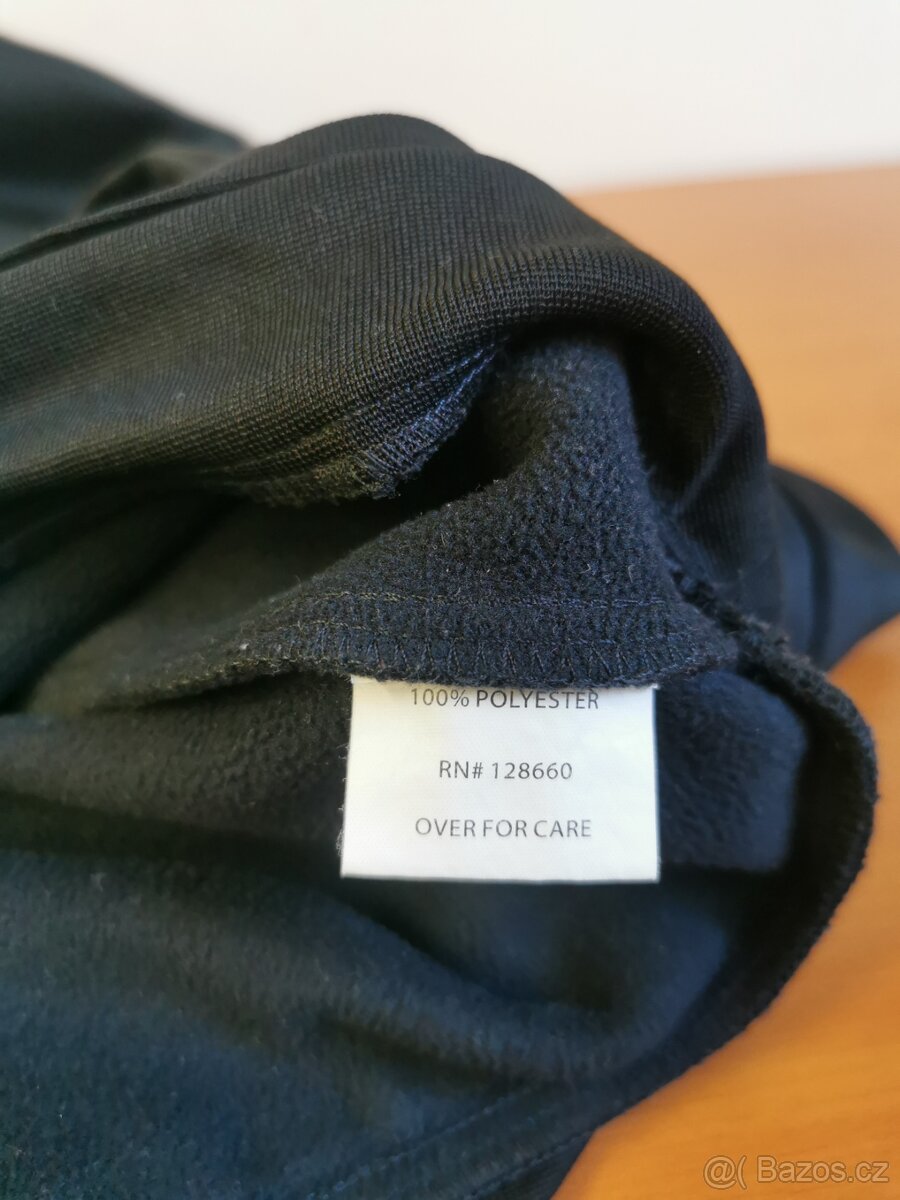 100% POLYESTER
RN# 128660
OVER FOR CARE
@( Bazos.cz